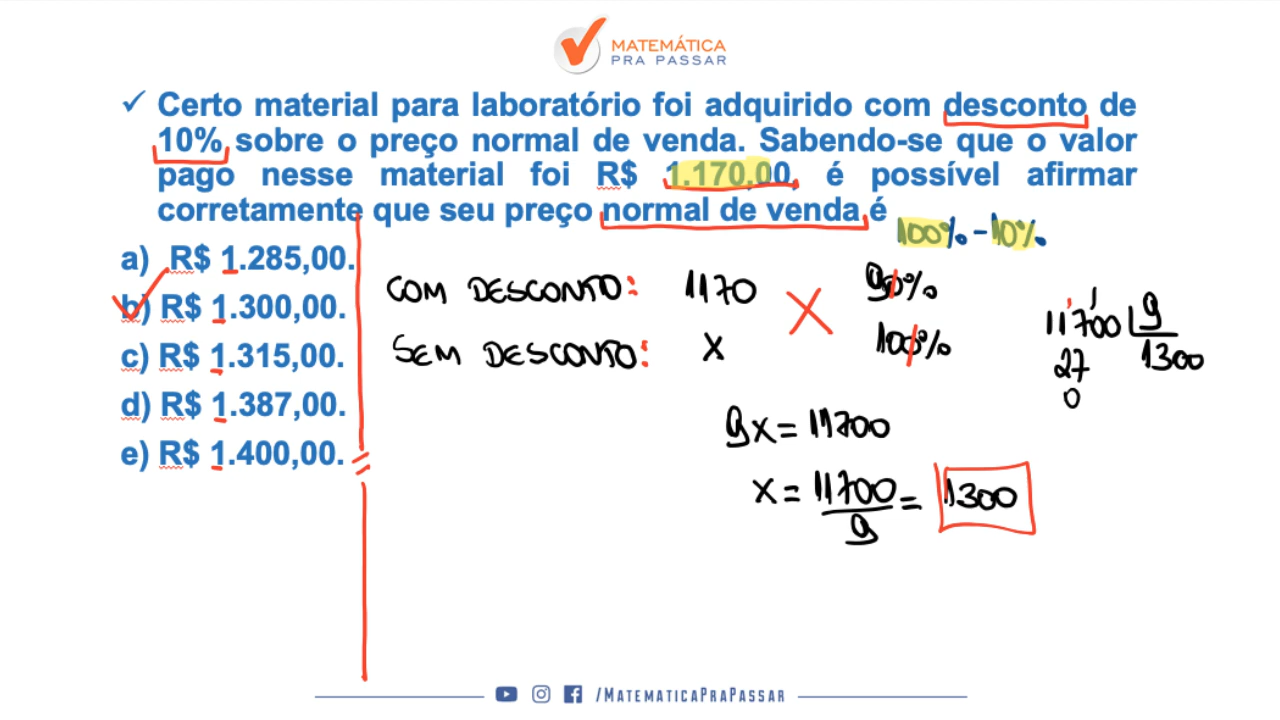 MATEMÁTICA
PRA PASSAR
✓ Certo material para laboratório foi adquirido com desconto de
10% sobre o preço normal de venda. Sabendo-se que o valor
pago nesse material foi R$ 1.170,00, é possível afirmar
corretamente que seu preço normal de venda é
100% - 10%
a) R$ 1.285,00.
b) R$ 1.300,00.
c) R$ 1.315,00.
d) R$ 1.387,00.
e) R$ 1.400,00.
COM DESCONTO: 1170 90%
SEM DESCONTO: X 100%
11700 9
27 1300
0
9x = 11700
x = 11700 = 1300
9
/MATEMATICAPRAPASSAR